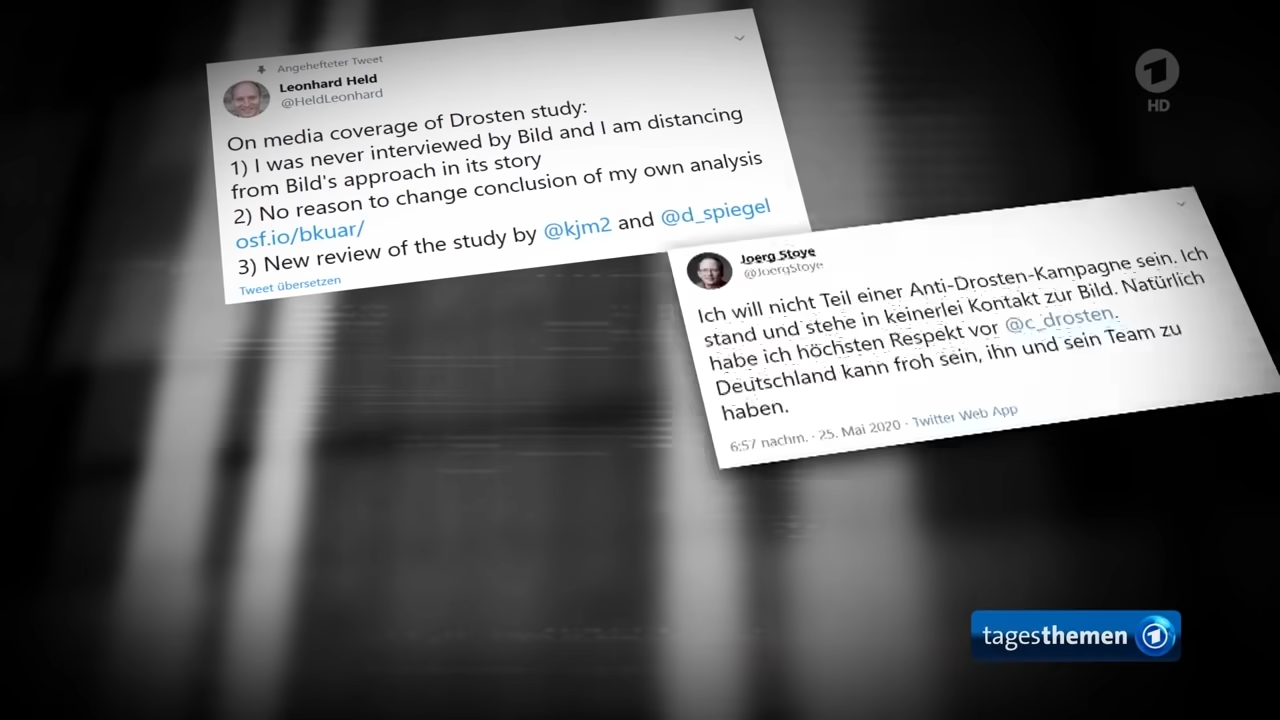 Angehefteter Tweet
Leonhard Held
@HeldLeonhard
On media coverage of Drosten study:
1) I was never interviewed by Bild and I am distancing
from Bild's approach in its story
2) No reason to change conclusion of my own analysis
osf.io/bkuar/
3) New review of the study by @kjm2 and @d_spiegel
Tweet übersetzen
Joerg Stoye
@JoergStoye
Ich will nicht Teil einer Anti-Drosten-Kampagne sein. Ich
stand und stehe in keinerlei Kontakt zur Bild. Natürlich
habe ich höchsten Respekt vor @c_drosten.
Deutschland kann froh sein, ihn und sein Team zu
haben.
6:57 nachm. · 25. Mai 2020 · Twitter Web App
1
HD
tagesthemen 1